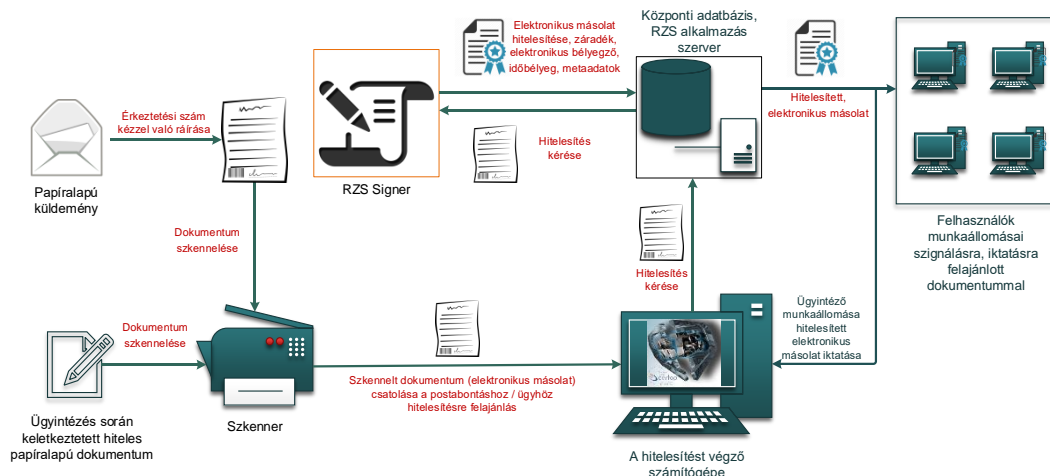 Elektronikus másolat
hitelesítése, záradék,
elektronikus bélyegző,
időbélyeg, metaadatok
Központi adatbázis,
RZS alkalmazás
szerver
Érkeztetési szám
kézzel való ráírása
Papíralapú
küldemény
RZS Signer
Hitelesítés
kérése
Hitelesített,
elektronikus másolat
Felhasználók
munkaállomásai
szignálásra, iktatásra
felajánlott
dokumentummal
Dokumentum
szkennelése
Hitelesítés
kérése
Ügyintéző
munkaállomása
hitelesített
elektronikus
másolat iktatása
Dokumentum
szkennelése
Szkennelt dokumentum (elektronikus másolat)
csatolása a postabontáshoz / ügyhöz
hitelesítésre felajánlás
Ügyintézés során
keletkeztetett hiteles
papíralapú dokumentum
Szkenner
A hitelesítést végző
számítógépe